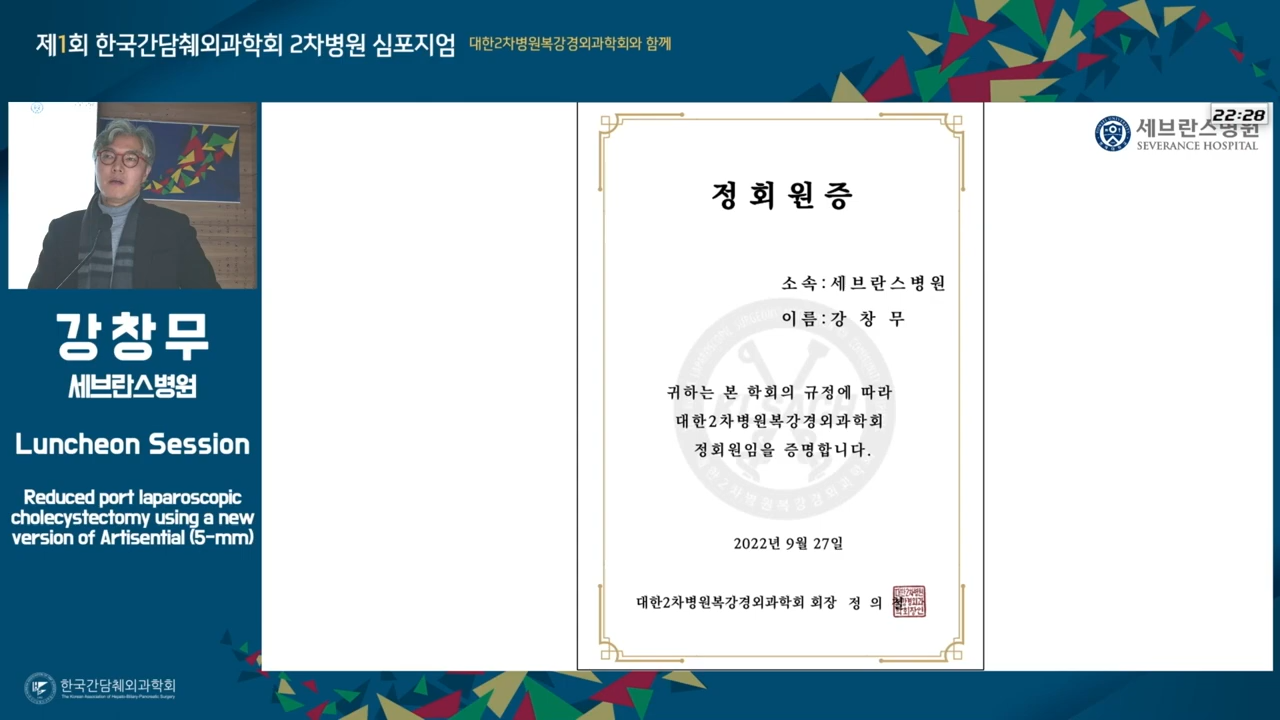 제1회 한국간담췌외과학회 2차병원 심포지엄 대한2차병원복강경외과학회와 함께
22:28
세브란스병원
SEVERANCE HOSPITAL
강창무
세브란스병원
Luncheon Session
Reduced port laparoscopic
cholecystectomy using a new
version of Artisential (5-mm)
정회원증
소속:세브란스병원
이름:강 창 무
귀하는 본 학회의 규정에 따라
대한2차병원복강경외과학회
정회원임을 증명합니다.
2022년 9월 27일
대한2차병원복강경외과학회 회장 정 의
한국간담췌외과학회
The Korean Association of Hepato-Biliary-Pancreatic Surgery